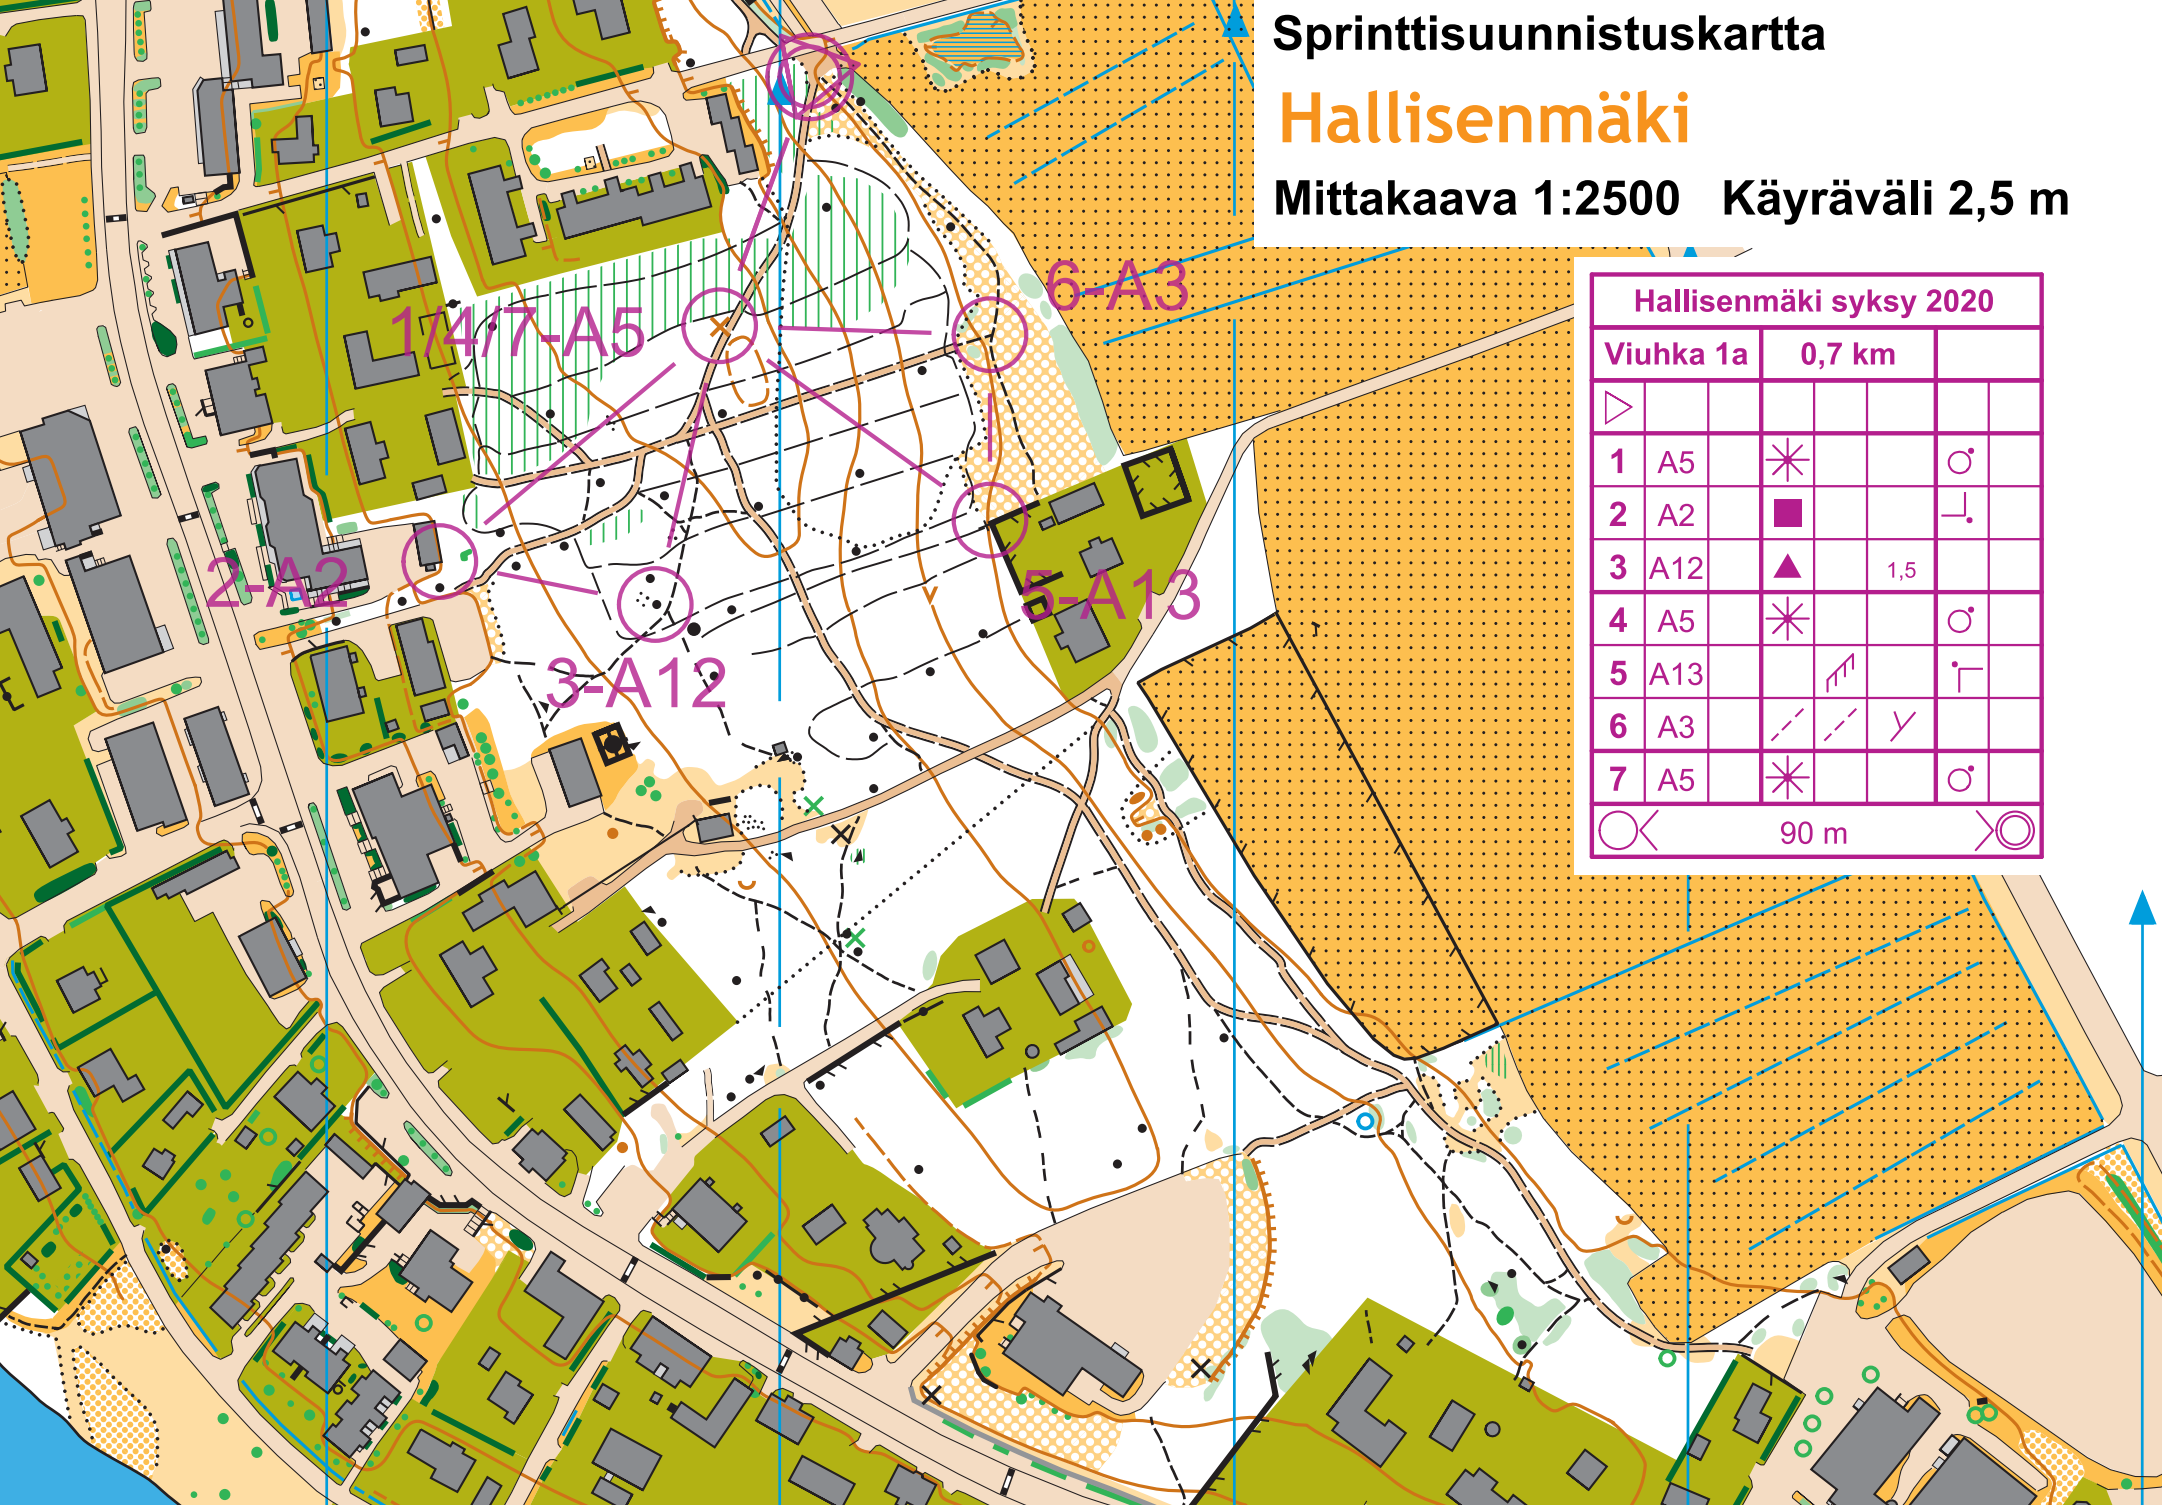 Sprinttisuunnistuskartta
Hallisenmäki
Mittakaava 1:2500 Käyräväli 2,5 m
Hallisenmäki syksy 2020
Viuhka 1a 0,7 km
1 A5
2 A2
3 A12 1,5
4 A5
5 A13
6 A3
7 A5
90 m
6-A3
1/4/7-A5
2-A2
5-A13
3-A12